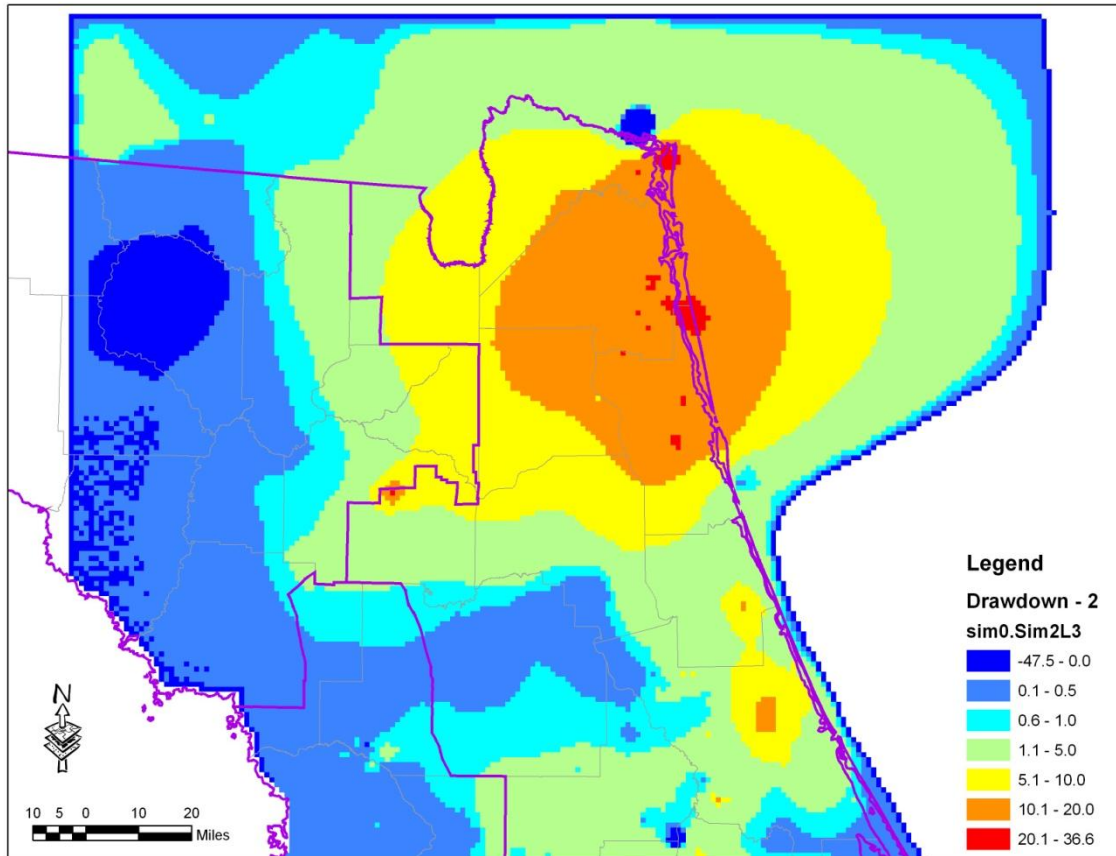 Legend
Drawdown - 2
sim0.Sim2L3
-47.5 - 0.0
0.1 - 0.5
0.6 - 1.0
1.1 - 5.0
5.1 - 10.0
10.1 - 20.0
20.1 - 36.6
N
10 5 0 10 20
Miles